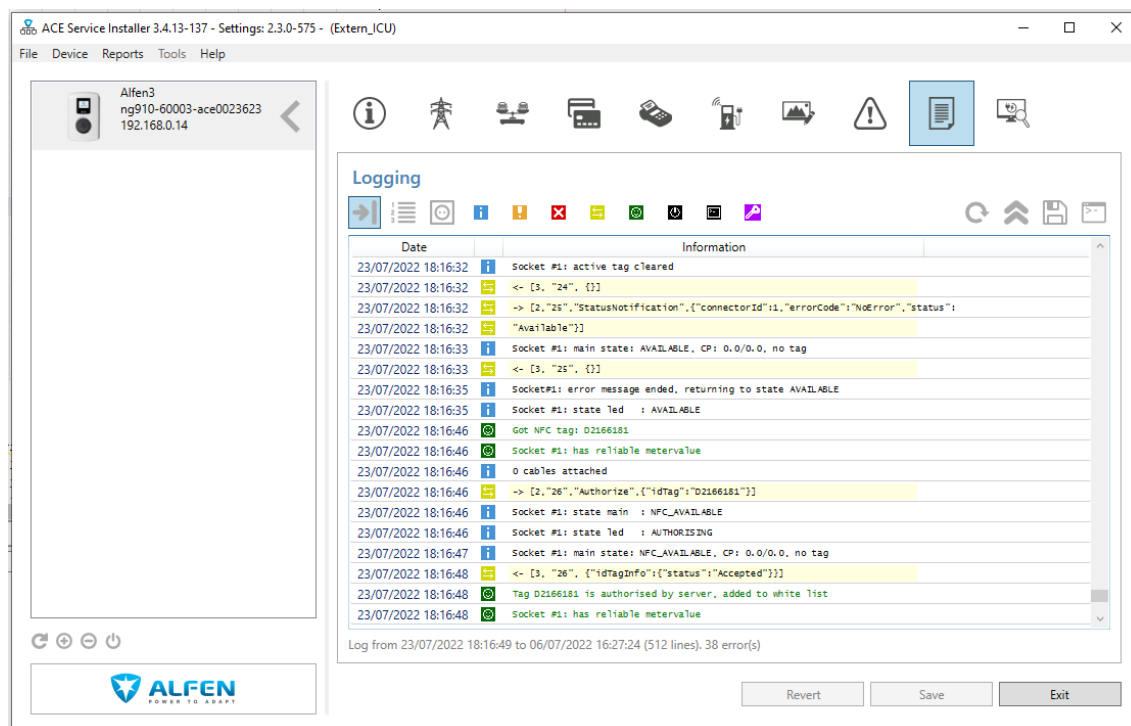 ACE Service Installer 3.4.13-137 - Settings: 2.3.0-575 - (Extern_ICU)
File Device Reports Tools Help
Alfen3
ng910-60003-ace0023623
192.168.0.14
Logging
Date Information
23/07/2022 18:16:32 Socket #1: active tag cleared
23/07/2022 18:16:32 <- [3, "24", {}]
23/07/2022 18:16:32 -> [2,"25","StatusNotification",{"connectorId":1,"errorCode":"NoError","status":
23/07/2022 18:16:32 "Available"}]
23/07/2022 18:16:33 Socket #1: main state: AVAILABLE, CP: 0.0/0.0, no tag
23/07/2022 18:16:33 <- [3, "25", {}]
23/07/2022 18:16:35 Socket#1: error message ended, returning to state AVAILABLE
23/07/2022 18:16:35 Socket #1: state led : AVAILABLE
23/07/2022 18:16:46 Got NFC tag: D2166181
23/07/2022 18:16:46 Socket #1: has reliable metervalue
23/07/2022 18:16:46 0 cables attached
23/07/2022 18:16:46 -> [2,"26","Authorize",{"idTag":"D2166181"}]
23/07/2022 18:16:46 Socket #1: state main : NFC_AVAILABLE
23/07/2022 18:16:46 Socket #1: state led : AUTHORISING
23/07/2022 18:16:47 Socket #1: main state: NFC_AVAILABLE, CP: 0.0/0.0, no tag
23/07/2022 18:16:48 <- [3, "26", {"idTagInfo":{"status":"Accepted"}}]
23/07/2022 18:16:48 Tag D2166181 is authorised by server, added to white list
23/07/2022 18:16:48 Socket #1: has reliable metervalue
Log from 23/07/2022 18:16:49 to 06/07/2022 16:27:24 (512 lines). 38 error(s)
ALFEN
POWER TO ADAPT
Revert Save Exit